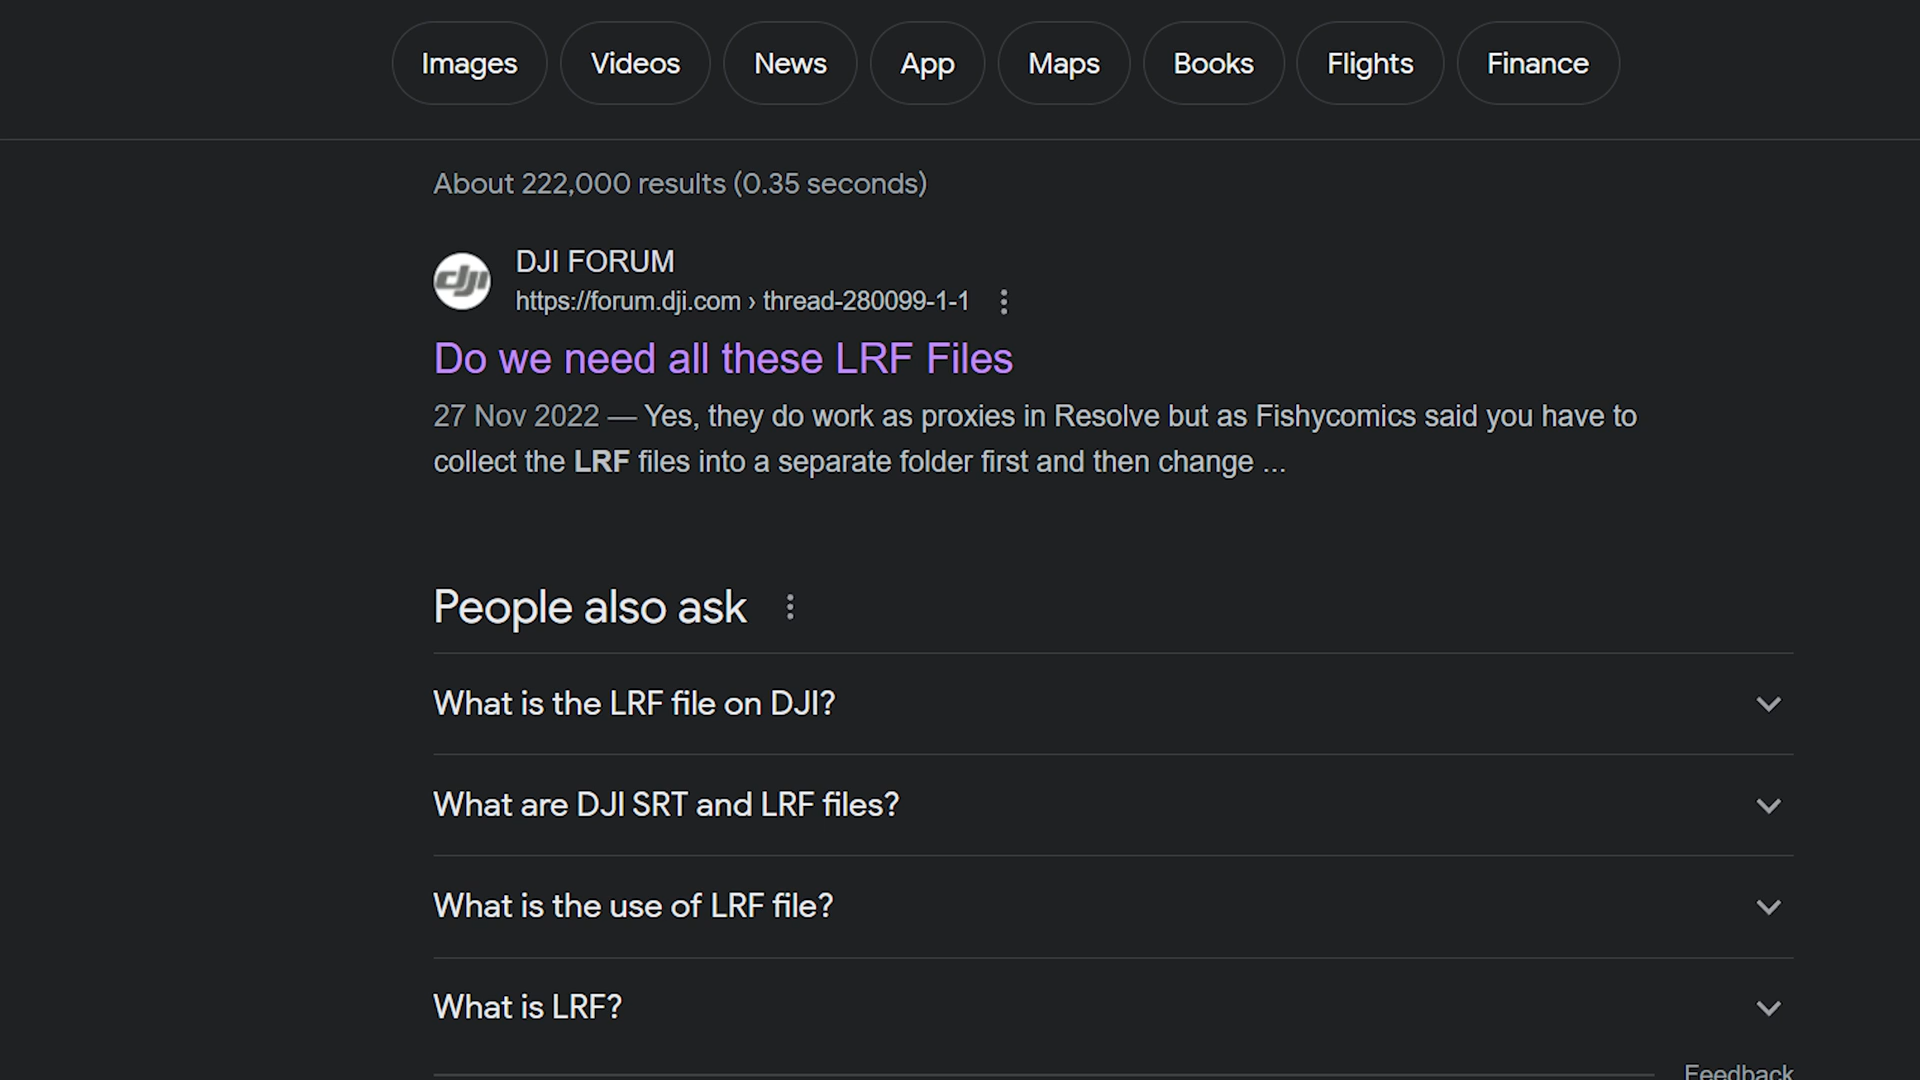 Images Videos News App Maps Books Flights Finance
About 222,000 results (0.35 seconds)
dji
DJI FORUM
https://forum.dji.com › thread-280099-1-1
Do we need all these LRF Files
27 Nov 2022 — Yes, they do work as proxies in Resolve but as Fishycomics said you have to
collect the LRF files into a separate folder first and then change ...
People also ask
What is the LRF file on DJI?
What are DJI SRT and LRF files?
What is the use of LRF file?
What is LRF?
Feedback